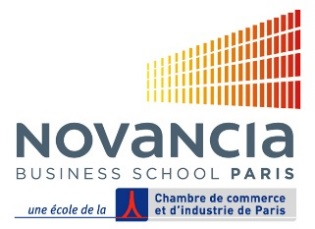 NOVANCIA
BUSINESS SCHOOL PARIS
une école de la
Chambre de commerce
et d'industrie de Paris